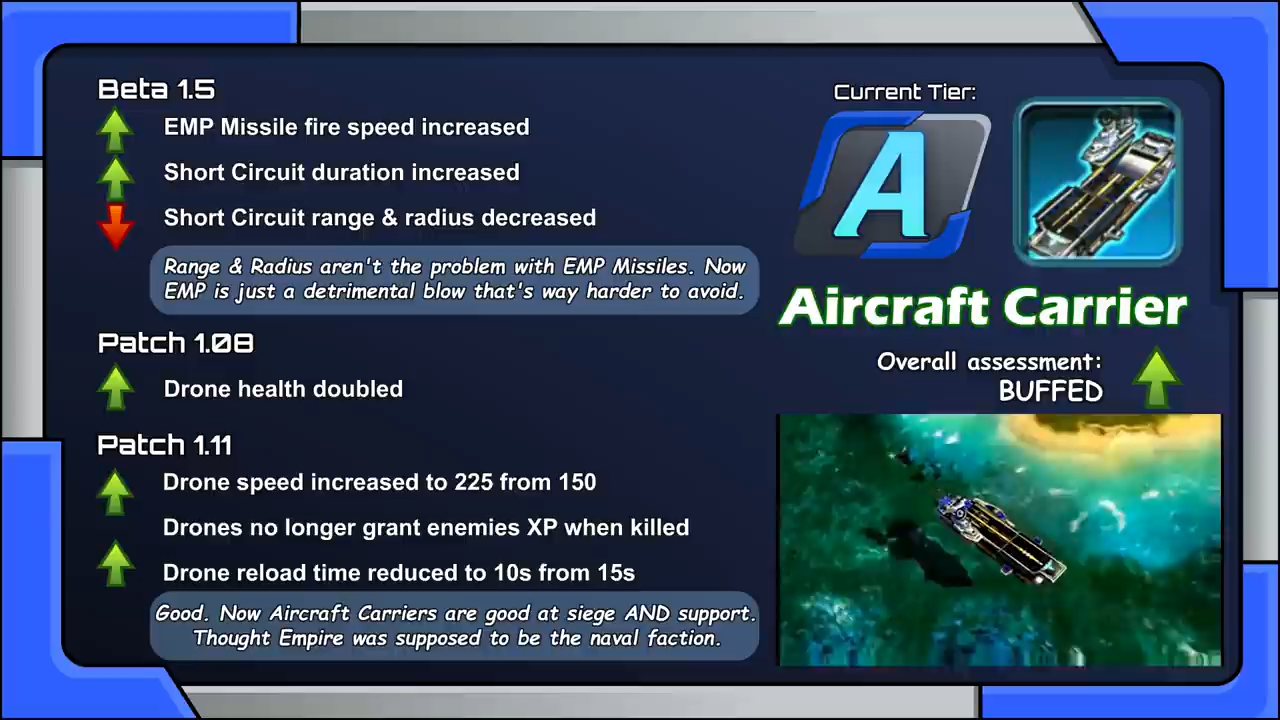 Beta 1.5
EMP Missile fire speed increased
Short Circuit duration increased
Short Circuit range & radius decreased
Range & Radius aren't the problem with EMP Missiles. Now
EMP is just a detrimental blow that's way harder to avoid.
Patch 1.08
Drone health doubled
Patch 1.11
Drone speed increased to 225 from 150
Drones no longer grant enemies XP when killed
Drone reload time reduced to 10s from 15s
Good. Now Aircraft Carriers are good at siege AND support.
Thought Empire was supposed to be the naval faction.
Current Tier:
A
Aircraft Carrier
Overall assessment:
BUFFED